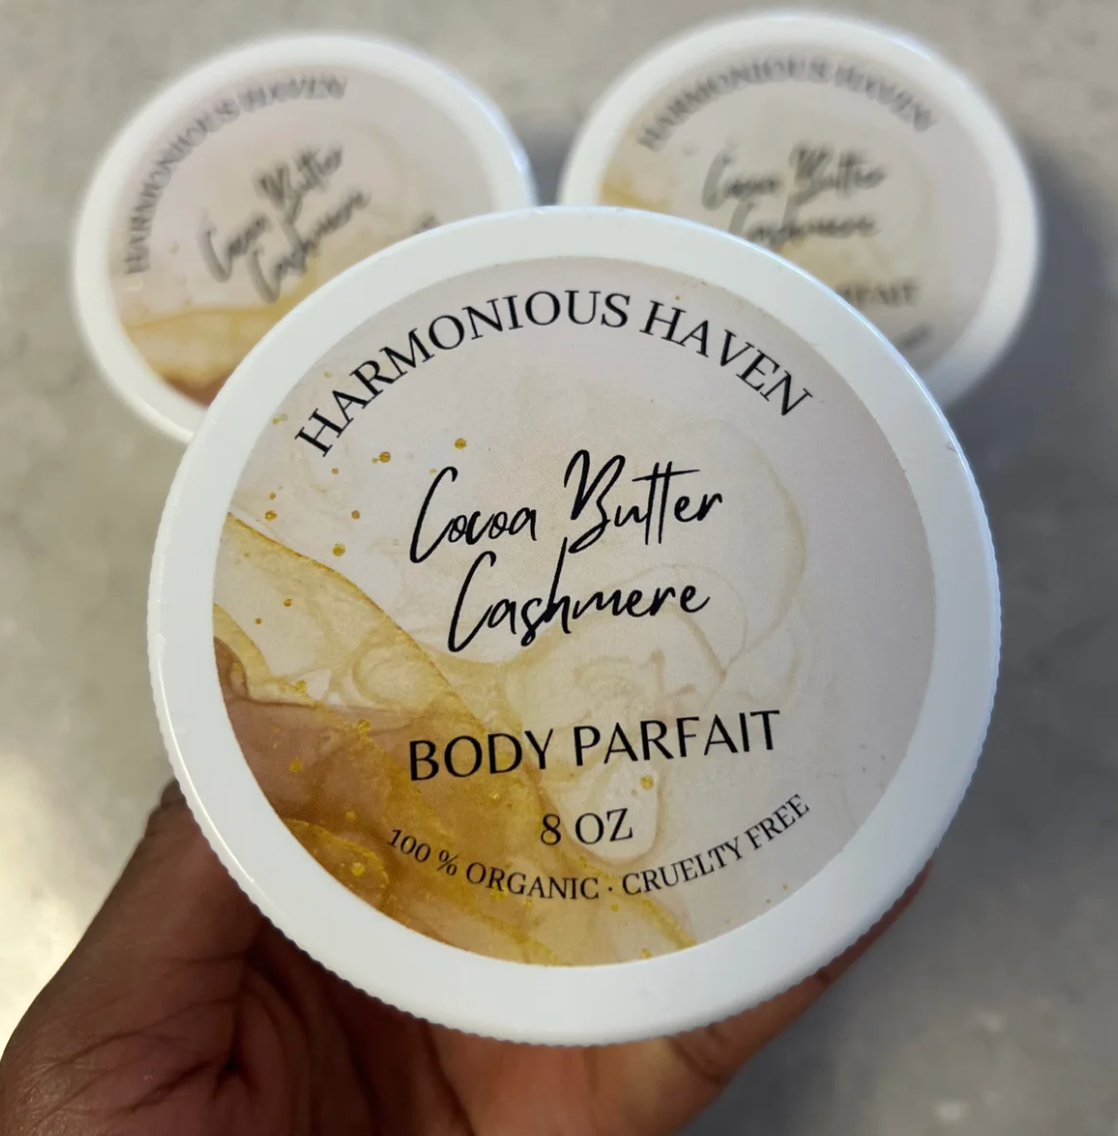 HARMONIOUS HAVEN
Cocoa Butter
Cashmere
HARMONIOUS HAVEN
Cocoa Butter
Cashmere
HARMONIOUS HAVEN
Cocoa Butter
Cashmere
BODY PARFAIT
8 OZ
100 % ORGANIC · CRUELTY FREE